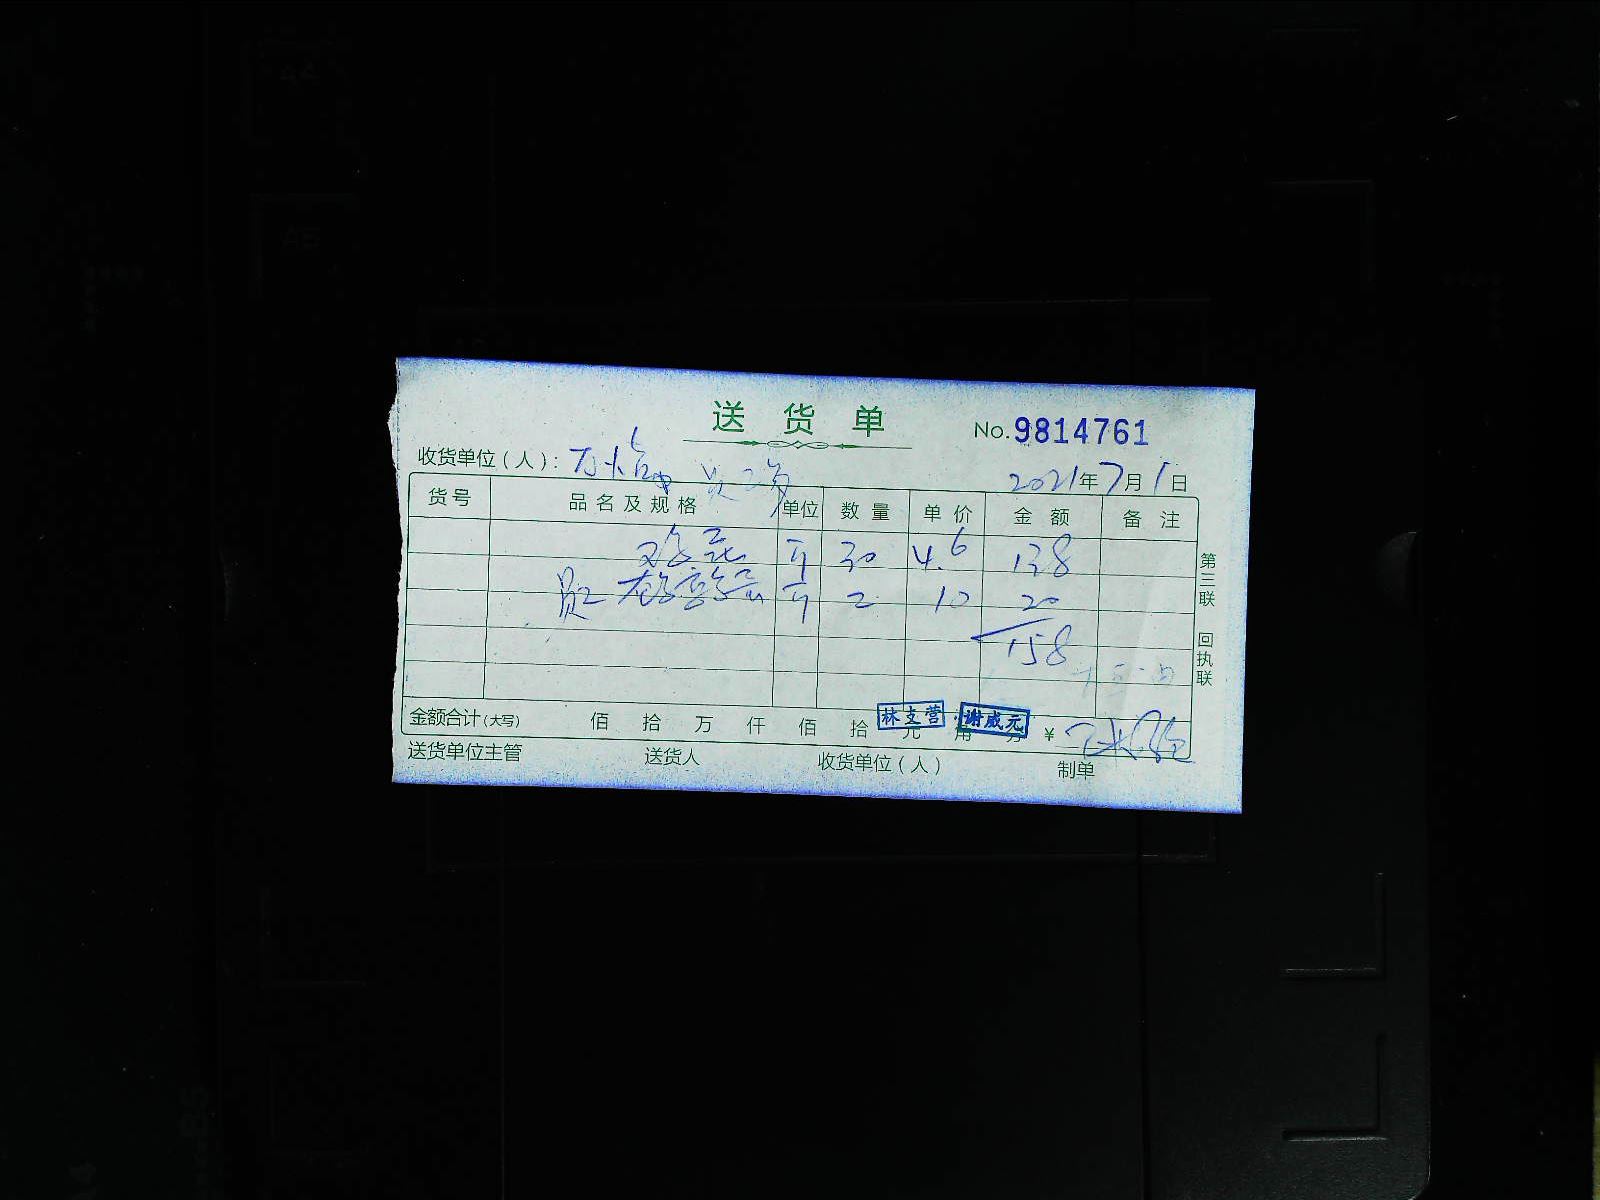 送货单
No.9814761
收货单位(人):
2021年7月1日
货号 品名及规格 单位 数量 单价 金额 备注
鸡蛋 斤 30 4.6 138
斤 2 10 20
158
第三联 回执联
金额合计(大写) 佰 拾 万 仟 佰 拾 元 角 分 ¥
林支营 谢威元
送货单位主管 送货人 收货单位(人) 制单